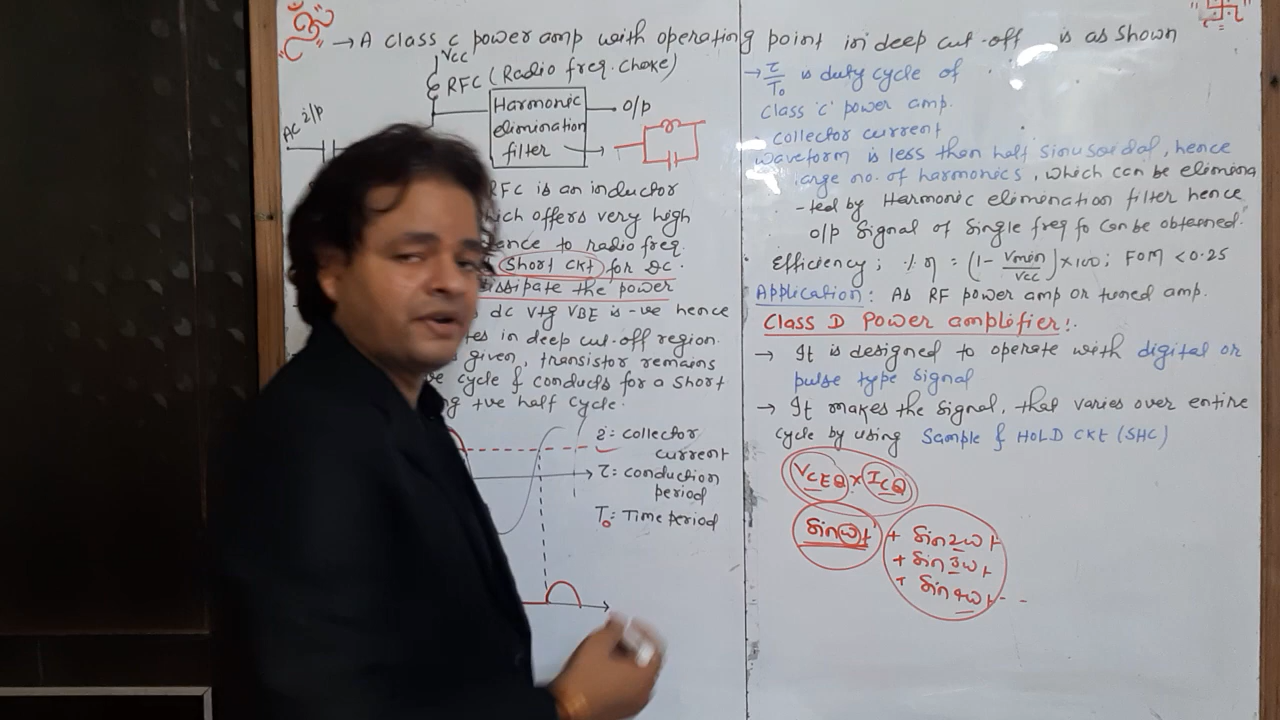 ॐ
→ A class c power amp with operating point in deep cut-off is as shown
VCC
RFC (Radio freq. choke)
AC i/p
Harmonic
elimination
filter
o/p
RFC is an inductor
which offers very high
to radio freq.
short ckt for DC.
dissipate the power
dc vtg VBE is -ve hence
in deep cut-off region.
given, transistor remains
cycle & conducts for a short
+ve half cycle.
i: collector
current
τ: conduction
period
T₀: Time period
→ τ/T₀ is duty cycle of
class 'c' power amp.
collector current
waveform is less than half sinusoidal, hence
large no. of harmonics, which can be elimina
-ted by Harmonic elimination filter hence
o/p signal of single freq fo can be obtained.
Efficiency; % η = (1 - Vmin/VCC) × 100; FOM < 0.25
Application: As RF power amp or tuned amp.
Class D Power amplifier:
→ It is designed to operate with digital or
pulse type signal
→ It makes the signal, that varies over entire
cycle by using Sample & HOLD CKt (SHC)
VCEQ × ICQ
sinωt + sin2ωt
+ sin3ωt
+ sin4ωt - -